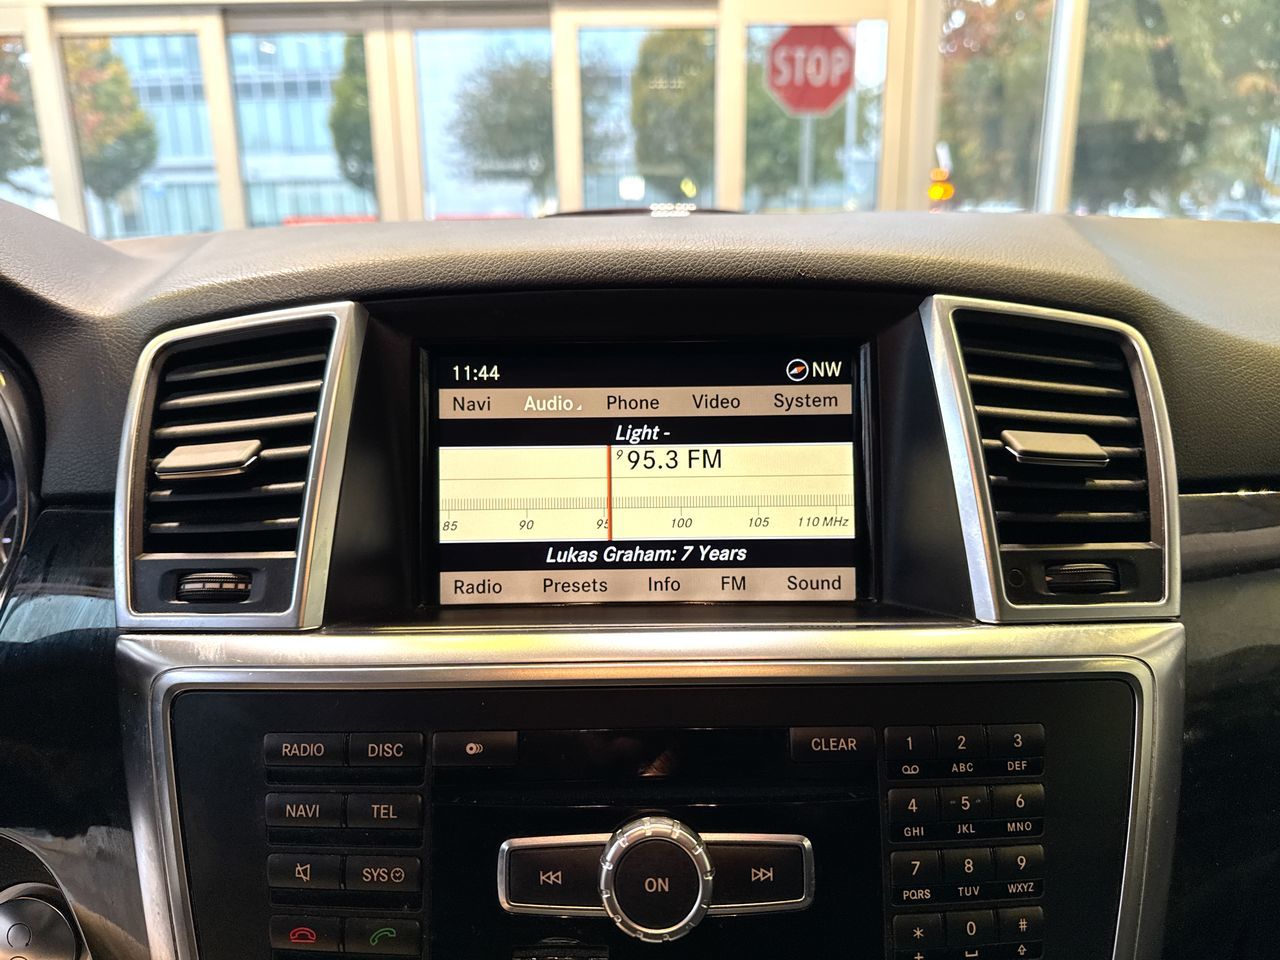 STOP
11:44 NW
Navi Audio Phone Video System
Light -
9 95.3 FM
85 90 95 100 105 110 MHz
Lukas Graham: 7 Years
Radio Presets Info FM Sound
RADIO DISC CLEAR 1 2 3
ABC DEF
NAVI TEL 4 5 6
GHI JKL MNO
SYS 7 8 9
ON
PQRS TUV WXYZ
* 0 #